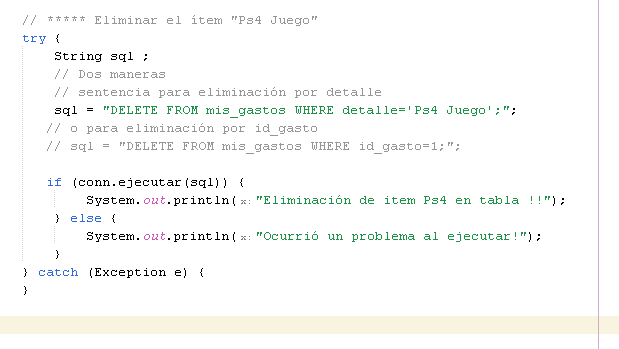 // ***** Eliminar el ítem "Ps4 Juego"
try {
String sql ;
// Dos maneras
// sentencia para eliminación por detalle
sql = "DELETE FROM mis_gastos WHERE detalle='Ps4 Juego';";
// o para eliminación por id_gasto
// sql = "DELETE FROM mis_gastos WHERE id_gasto=1;";
if (conn.ejecutar(sql)) {
System.out.println(x:"Eliminación de item Ps4 en tabla !!");
} else {
System.out.println(x:"Ocurrió un problema al ejecutar!");
}
} catch (Exception e) {
}